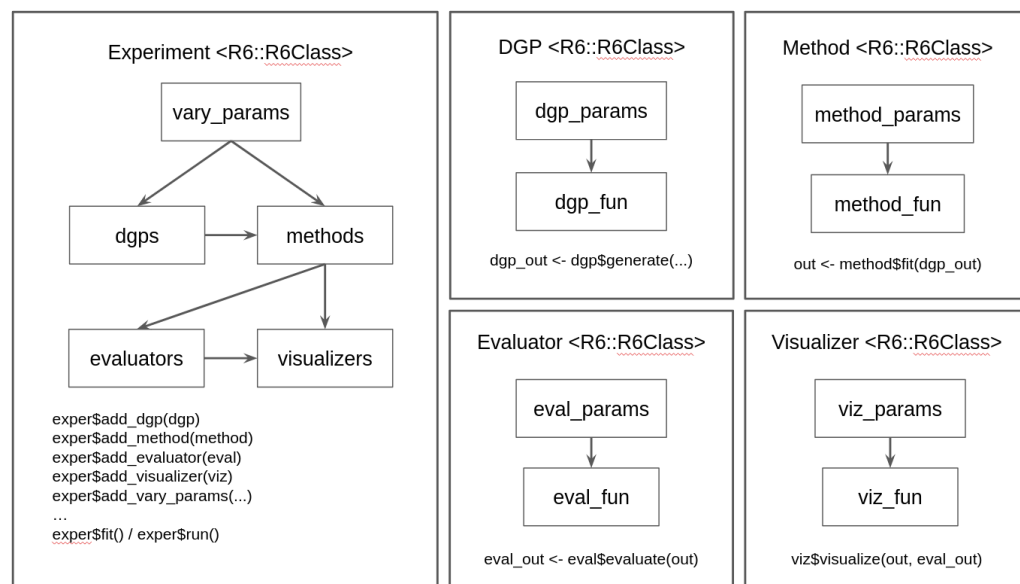 Experiment <R6::R6Class>
vary_params
dgps
methods
evaluators
visualizers
exper$add_dgp(dgp)
exper$add_method(method)
exper$add_evaluator(eval)
exper$add_visualizer(viz)
exper$add_vary_params(...)
…
exper$fit() / exper$run()
DGP <R6::R6Class>
dgp_params
dgp_fun
dgp_out <- dgp$generate(...)
Method <R6::R6Class>
method_params
method_fun
out <- method$fit(dgp_out)
Evaluator <R6::R6Class>
eval_params
eval_fun
eval_out <- eval$evaluate(out)
Visualizer <R6::R6Class>
viz_params
viz_fun
viz$visualize(out, eval_out)